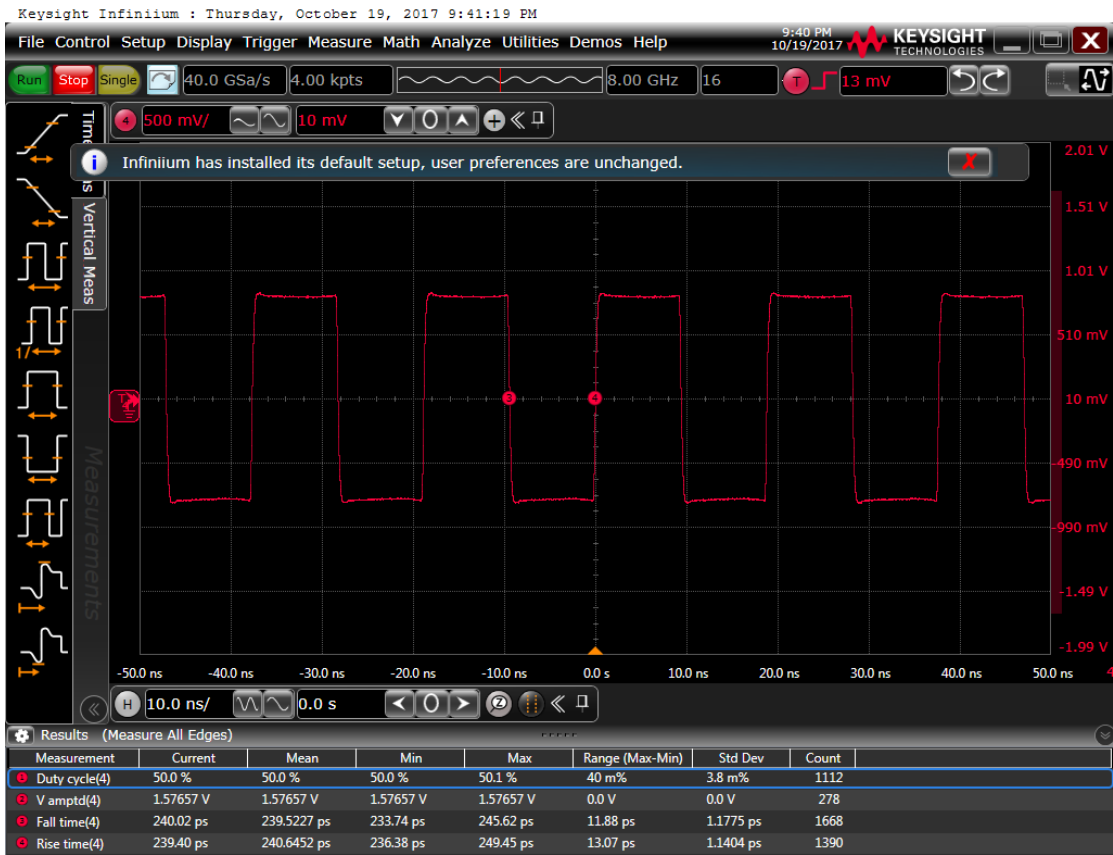 Keysight Infiniium : Thursday, October 19, 2017 9:41:19 PM
File Control Setup Display Trigger Measure Math Analyze Utilities Demos Help 9:40 PM 10/19/2017 KEYSIGHT TECHNOLOGIES X
Run Stop Single 40.0 GSa/s 4.00 kpts 8.00 GHz 16 T 13 mV
4 500 mV/ 10 mV 0
i Infiniium has installed its default setup, user preferences are unchanged. X
2.01 V
1.51 V
Vertical Meas
1.01 V
510 mV
1/
T 3 4 10 mV
Measurements
-490 mV
-990 mV
-1.49 V
-1.99 V
-50.0 ns -40.0 ns -30.0 ns -20.0 ns -10.0 ns 0.0 s 10.0 ns 20.0 ns 30.0 ns 40.0 ns 50.0 ns 4
H 10.0 ns/ 0.0 s 0 Z
Results (Measure All Edges)
Measurement Current Mean Min Max Range (Max-Min) Std Dev Count
1 Duty cycle(4) 50.0 % 50.0 % 50.0 % 50.1 % 40 m% 3.8 m% 1112
2 V amptd(4) 1.57657 V 1.57657 V 1.57657 V 1.57657 V 0.0 V 0.0 V 278
3 Fall time(4) 240.02 ps 239.5227 ps 233.74 ps 245.62 ps 11.88 ps 1.1775 ps 1668
4 Rise time(4) 239.40 ps 240.6452 ps 236.38 ps 249.45 ps 13.07 ps 1.1404 ps 1390